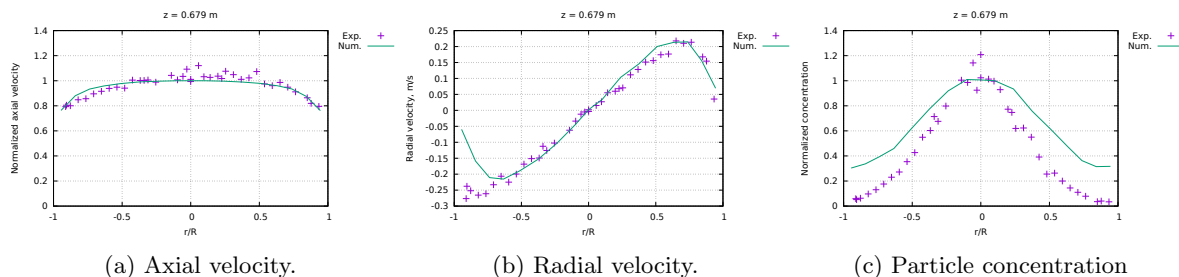 z = 0.679 m
Exp.
Num.
Normalized axial velocity
1.4
1.2
1
0.8
0.6
0.4
0.2
0
-1
-0.5
0
0.5
1
r/R
(a) Axial velocity.
z = 0.679 m
Exp.
Num.
Radial velocity, m/s
0.25
0.2
0.15
0.1
0.05
0
-0.05
-0.1
-0.15
-0.2
-0.25
-0.3
-1
-0.5
0
0.5
1
r/R
(b) Radial velocity.
z = 0.679 m
Exp.
Num.
Normalized concentration
1.4
1.2
1
0.8
0.6
0.4
0.2
0
-1
-0.5
0
0.5
1
r/R
(c) Particle concentration